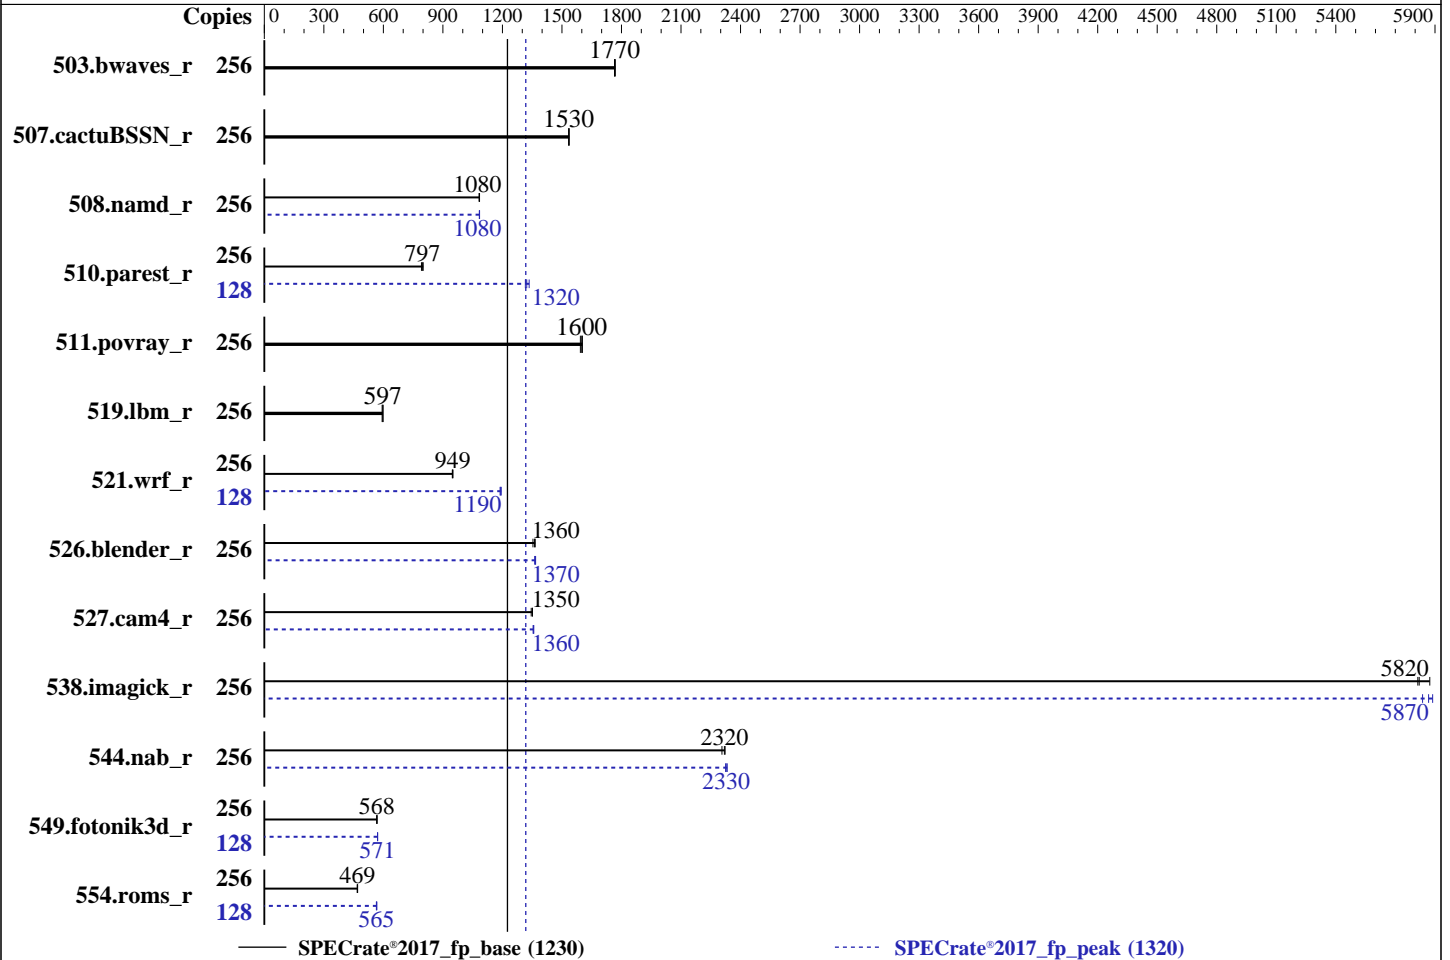 Copies 0 300 600 900 1200 1500 1800 2100 2400 2700 3000 3300 3600 3900 4200 4500 4800 5100 5400 5900
503.bwaves_r 256 1770
507.cactuBSSN_r 256 1530
508.namd_r 256 1080
1080
510.parest_r 256 797
128 1320
511.povray_r 256 1600
519.lbm_r 256 597
521.wrf_r 256 949
128 1190
526.blender_r 256 1360
1370
527.cam4_r 256 1350
1360
538.imagick_r 256 5820
5870
544.nab_r 256 2320
2330
549.fotonik3d_r 256 568
128 571
554.roms_r 256 469
128 565
SPECrate®2017_fp_base (1230) SPECrate®2017_fp_peak (1320)